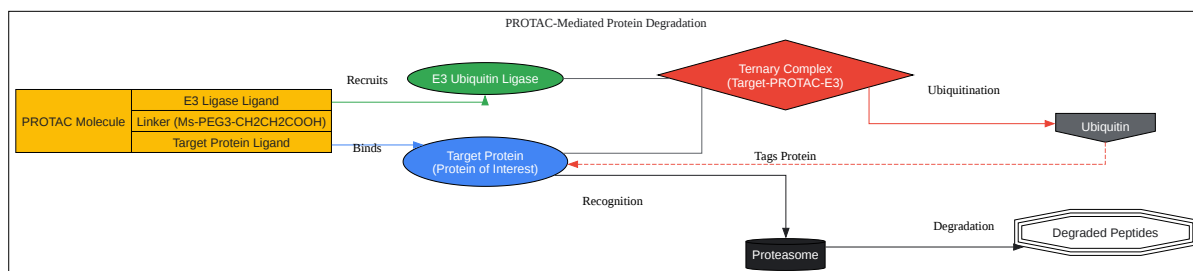 PROTAC-Mediated Protein Degradation
Ternary Complex
(Target-PROTAC-E3)
E3 Ubiquitin Ligase
Recruits
Ubiquitination
E3 Ligase Ligand
PROTAC Molecule
Linker (Ms-PEG3-CH2CH2COOH)
Target Protein Ligand
Ubiquitin
Binds
Target Protein
(Protein of Interest)
Tags Protein
Recognition
Degradation
Degraded Peptides
Proteasome